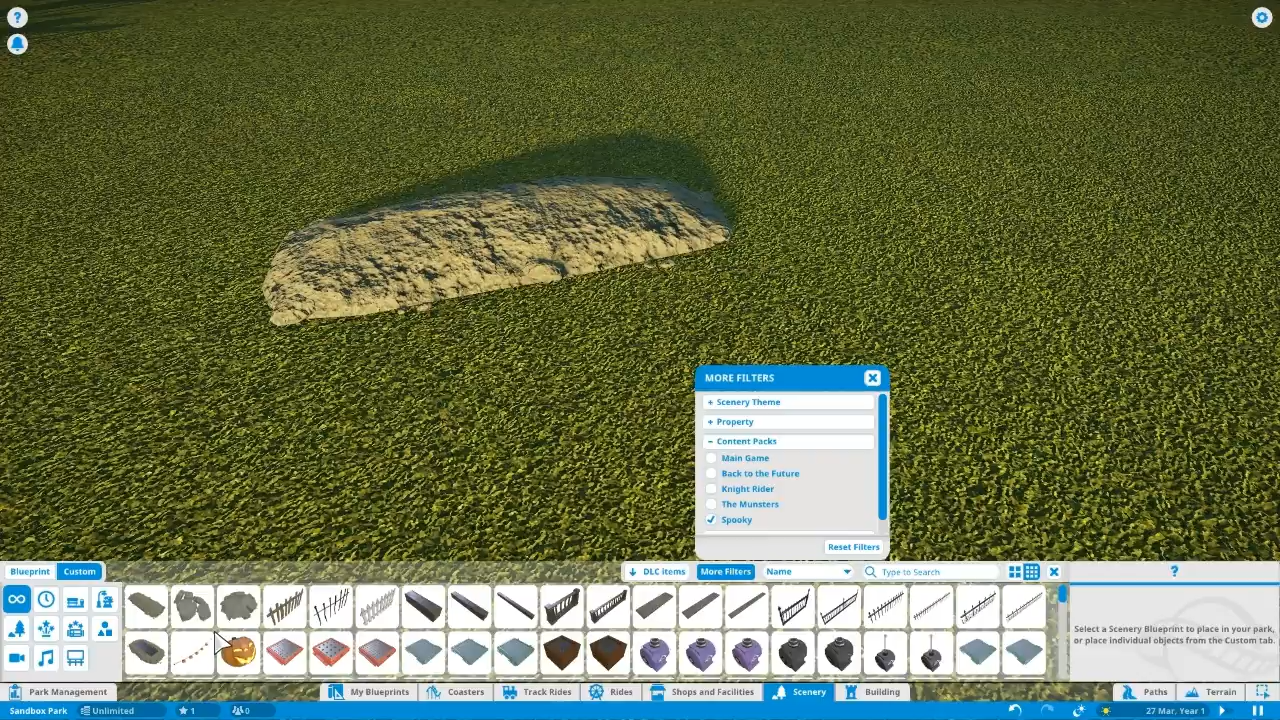 ?
MORE FILTERS
+ Scenery Theme
+ Property
− Content Packs
Main Game
Back to the Future
Knight Rider
The Munsters
Spooky
Reset Filters
Blueprint Custom
DLC Items More Filters Name Type to Search ?
Select a Scenery Blueprint to place in your park,
or place individual objects from the Custom tab.
Park Management My Blueprints Coasters Track Rides Rides Shops and Facilities Scenery Building Paths Terrain
Sandbox Park Unlimited 1 0 27 Mar, Year 1